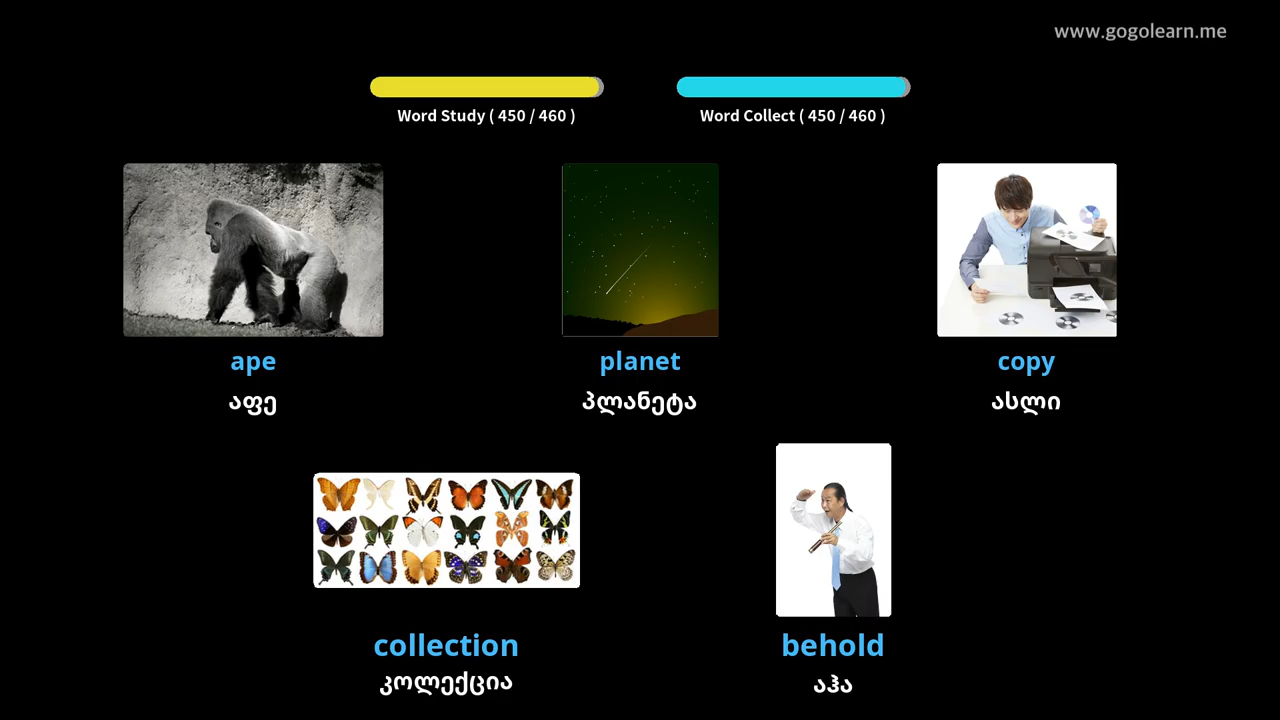 www.gogolearn.me
Word Study ( 450 / 460 )
Word Collect ( 450 / 460 )
ape
აფე
planet
პლანეტა
copy
ასლი
collection
კოლექცია
behold
აჰა